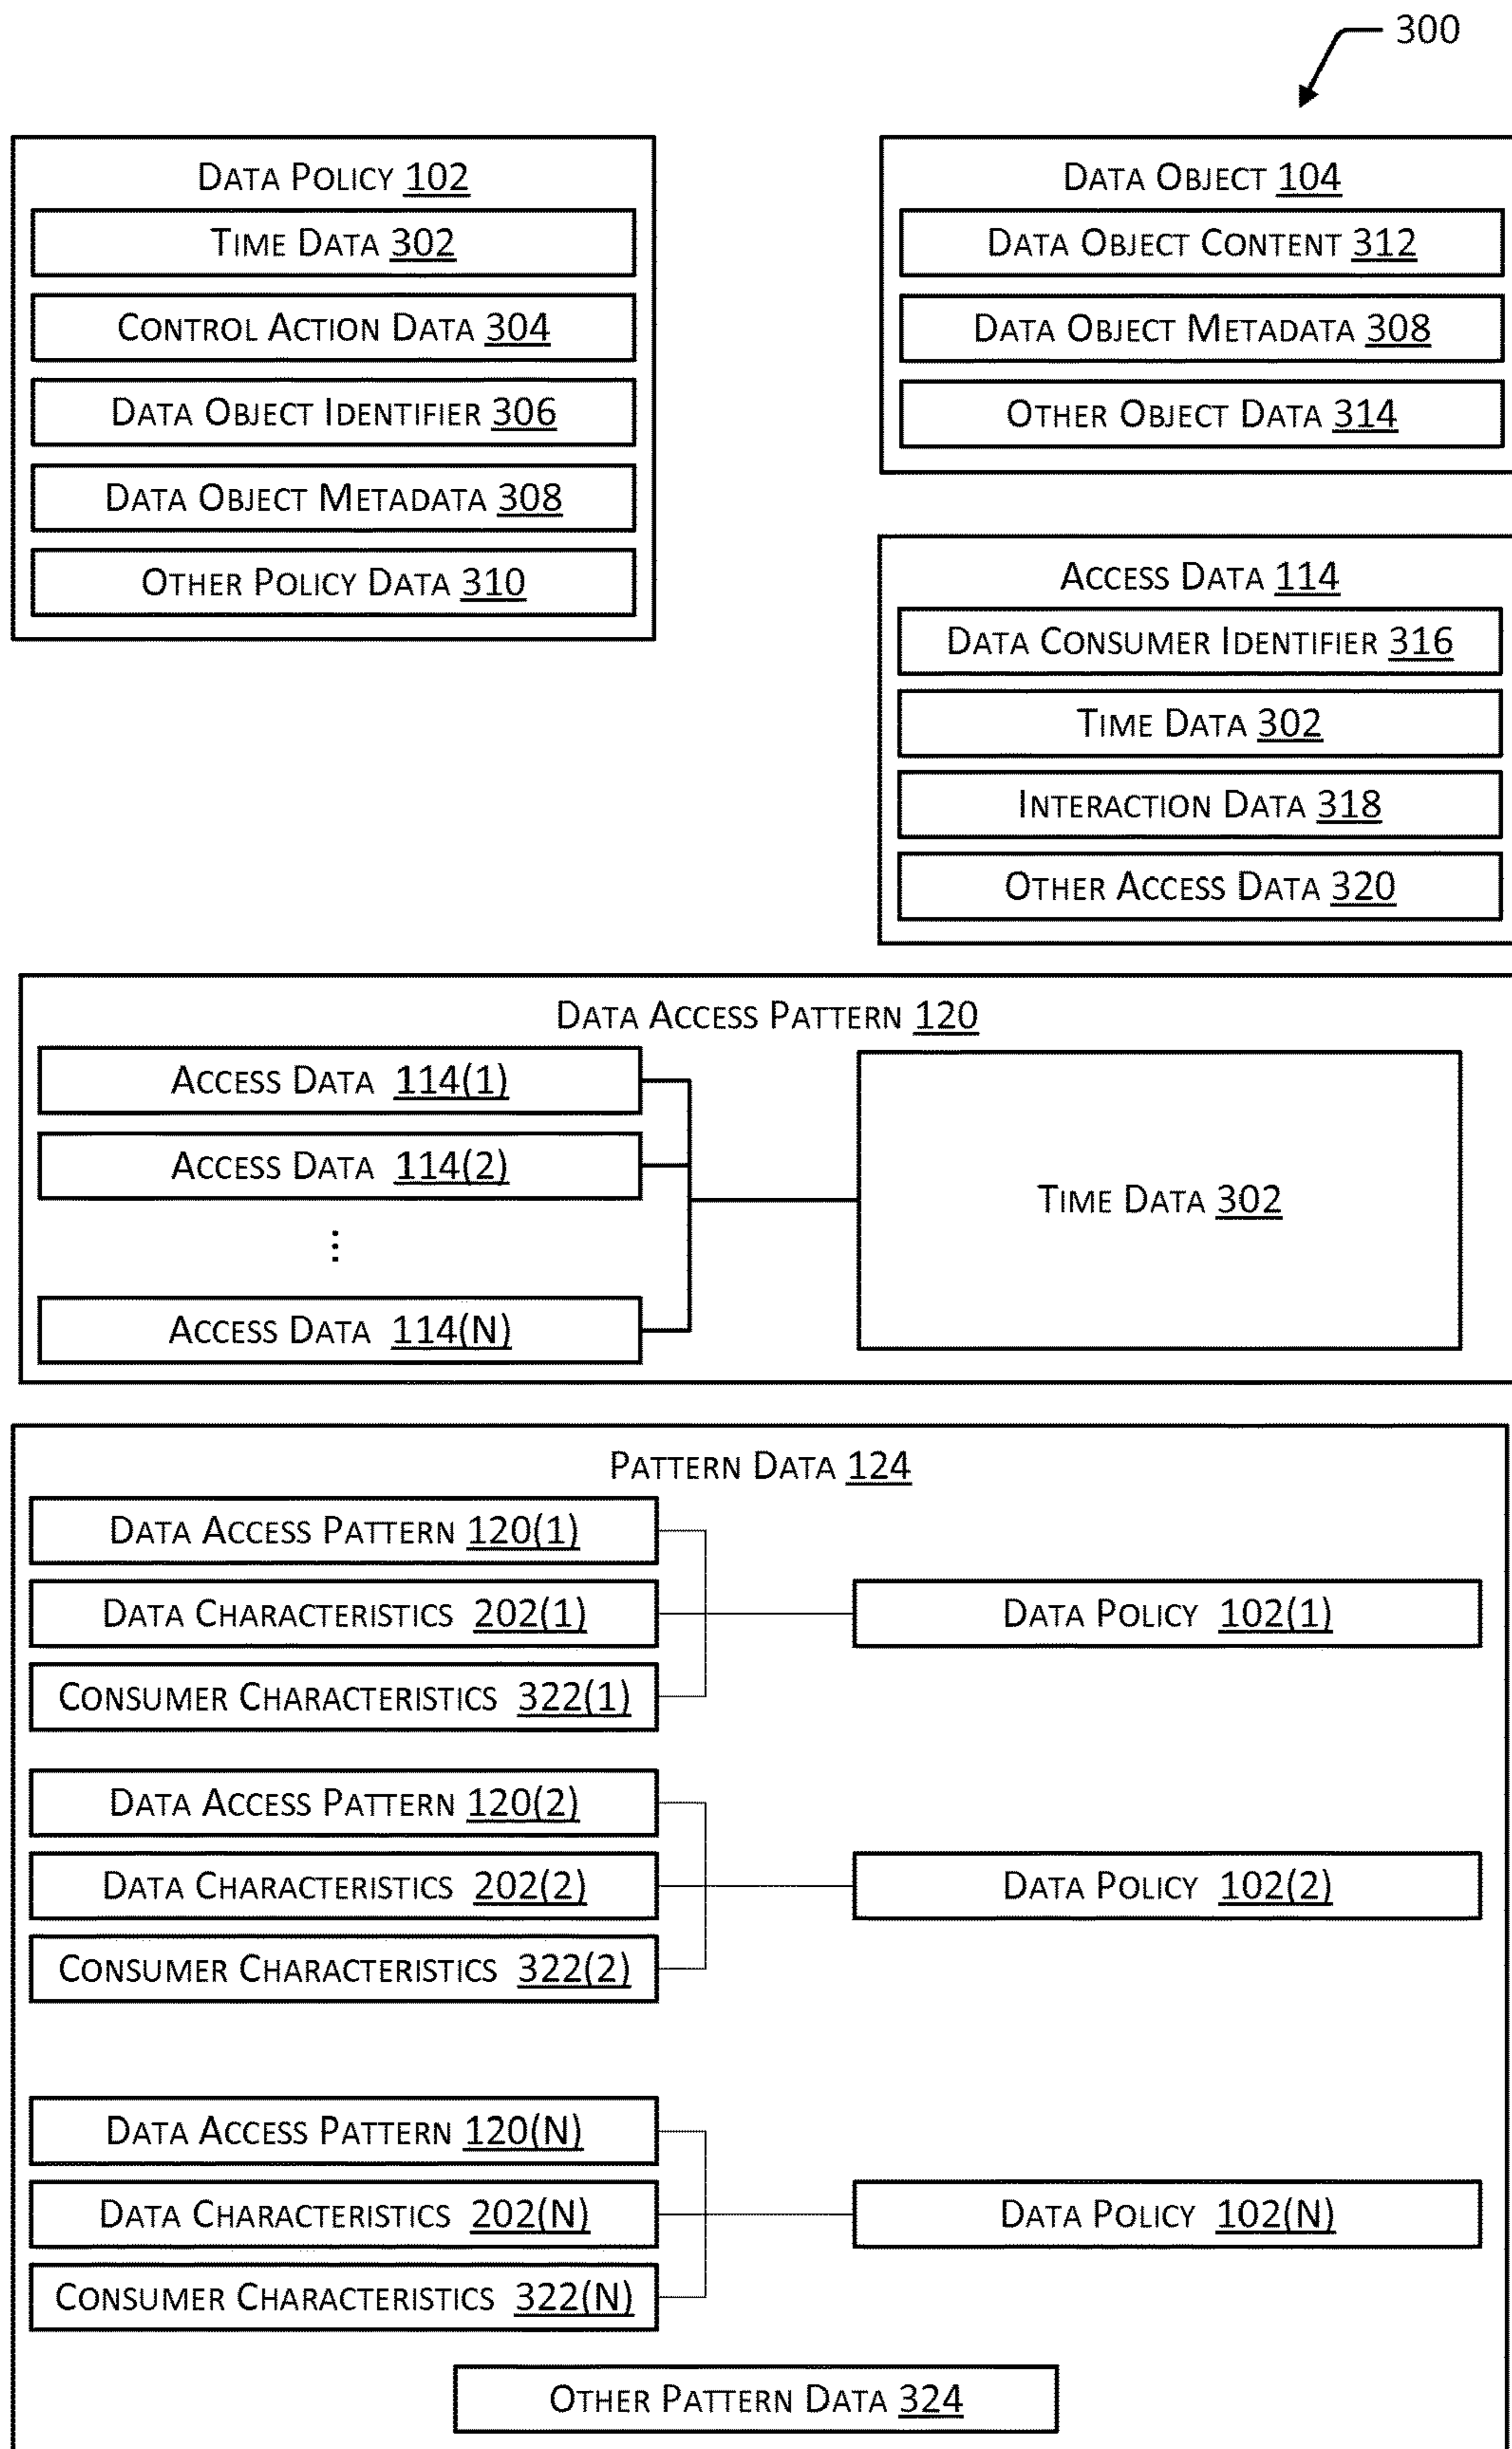 300
DATA POLICY 102
TIME DATA 302
CONTROL ACTION DATA 304
DATA OBJECT IDENTIFIER 306
DATA OBJECT METADATA 308
OTHER POLICY DATA 310
DATA OBJECT 104
DATA OBJECT CONTENT 312
DATA OBJECT METADATA 308
OTHER OBJECT DATA 314
ACCESS DATA 114
DATA CONSUMER IDENTIFIER 316
TIME DATA 302
INTERACTION DATA 318
OTHER ACCESS DATA 320
DATA ACCESS PATTERN 120
ACCESS DATA 114(1)
ACCESS DATA 114(2)
⋮
ACCESS DATA 114(N)
TIME DATA 302
PATTERN DATA 124
DATA ACCESS PATTERN 120(1)
DATA CHARACTERISTICS 202(1)
CONSUMER CHARACTERISTICS 322(1)
DATA POLICY 102(1)
DATA ACCESS PATTERN 120(2)
DATA CHARACTERISTICS 202(2)
CONSUMER CHARACTERISTICS 322(2)
DATA POLICY 102(2)
DATA ACCESS PATTERN 120(N)
DATA CHARACTERISTICS 202(N)
CONSUMER CHARACTERISTICS 322(N)
DATA POLICY 102(N)
OTHER PATTERN DATA 324